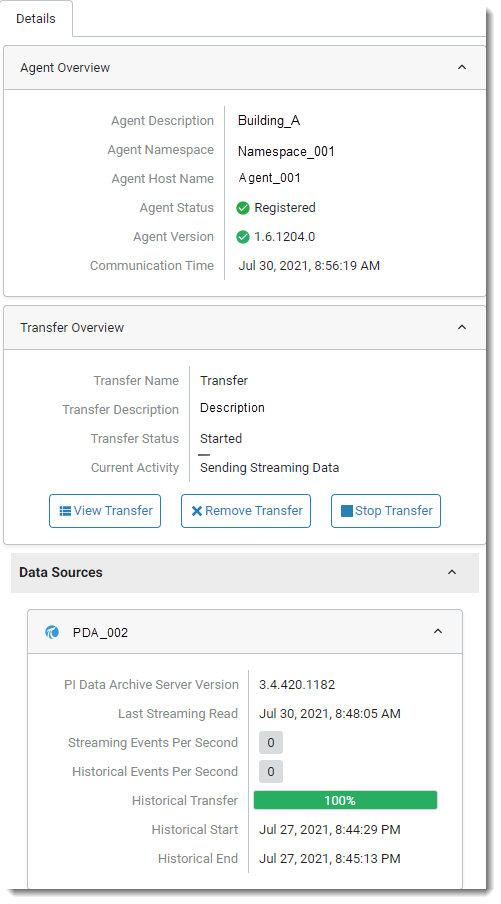 Details
Agent Overview
Agent Description Building_A
Agent Namespace Namespace_001
Agent Host Name Agent_001
Agent Status Registered
Agent Version 1.6.1204.0
Communication Time Jul 30, 2021, 8:56:19 AM
Transfer Overview
Transfer Name Transfer
Transfer Description Description
Transfer Status Started
Current Activity Sending Streaming Data
View Transfer Remove Transfer Stop Transfer
Data Sources
PDA_002
PI Data Archive Server Version 3.4.420.1182
Last Streaming Read Jul 30, 2021, 8:48:05 AM
Streaming Events Per Second 0
Historical Events Per Second 0
Historical Transfer 100%
Historical Start Jul 27, 2021, 8:44:29 PM
Historical End Jul 27, 2021, 8:45:13 PM